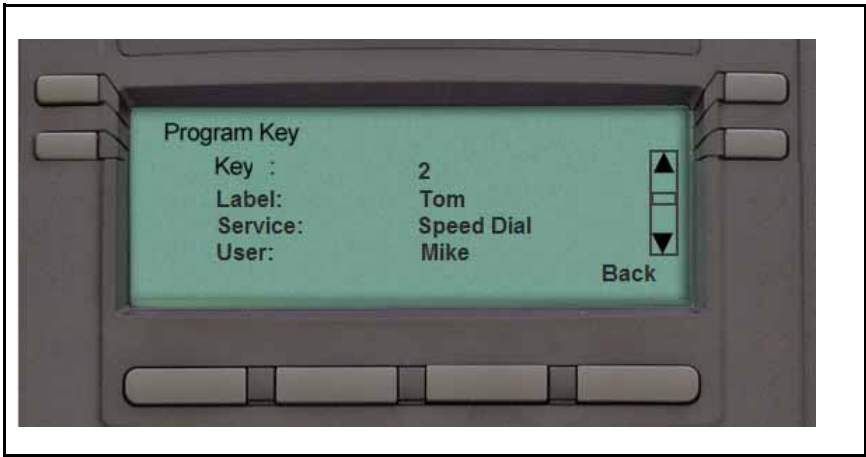 Program Key
Key : 2
Label: Tom
Service: Speed Dial
User: Mike
Back